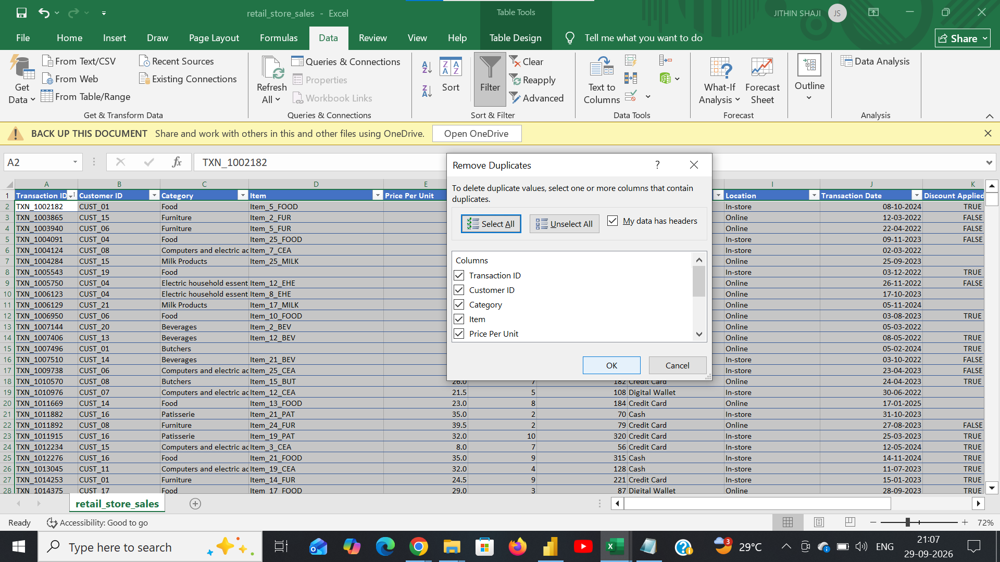 retail_store_sales - Excel
Table Tools
JITHIN SHAJI
JS
File Home Insert Draw Page Layout Formulas Data Review View Help Table Design Tell me what you want to do Share
Get Data
From Text/CSV
From Web
From Table/Range
Recent Sources
Existing Connections
Get & Transform Data
Refresh All
Queries & Connections
Properties
Workbook Links
Queries & Connections
Sort
Filter
Clear
Reapply
Advanced
Sort & Filter
Text to Columns
Data Tools
What-If Analysis
Forecast Sheet
Forecast
Outline
Data Analysis
Analysis
BACK UP THIS DOCUMENT Share and work with others in this and other files using OneDrive. Open OneDrive
A2 fx TXN_1002182
Remove Duplicates ?
To delete duplicate values, select one or more columns that contain
duplicates.
Select All Unselect All My data has headers
Columns
Transaction ID
Customer ID
Category
Item
Price Per Unit
OK Cancel
A B C D E I J K
1 Transaction ID Customer ID Category Item Price Per Unit Location Transaction Date Discount Applied
2 TXN_1002182 CUST_01 Food Item_5_FOOD In-store 08-10-2024 TRUE
3 TXN_1003865 CUST_15 Furniture Item_2_FUR Online 12-03-2022 FALSE
4 TXN_1003940 CUST_06 Furniture Item_5_FUR Online 22-04-2022 FALSE
5 TXN_1004091 CUST_04 Food Item_25_FOOD In-store 09-11-2023 FALSE
6 TXN_1004124 CUST_08 Computers and electric ac Item_7_CEA In-store 02-03-2022
7 TXN_1004284 CUST_15 Milk Products Item_25_MILK Online 25-09-2023
8 TXN_1005543 CUST_19 Food In-store 03-12-2022 TRUE
9 TXN_1005750 CUST_04 Electric household essent Item_12_EHE Online 26-11-2022 FALSE
10 TXN_1006123 CUST_04 Electric household essent Item_8_EHE Online 17-10-2023
11 TXN_1006129 CUST_21 Milk Products Item_17_MILK Online 05-11-2024
12 TXN_1006950 CUST_06 Food Item_10_FOOD Online 03-08-2023 TRUE
13 TXN_1007144 CUST_20 Beverages Item_2_BEV Online 05-03-2022
14 TXN_1007406 CUST_13 Beverages Item_12_BEV Online 08-05-2022 TRUE
15 TXN_1007496 CUST_01 Butchers Online 05-02-2024 TRUE
16 TXN_1007510 CUST_14 Beverages Item_21_BEV In-store 03-10-2022 FALSE
17 TXN_1009738 CUST_06 Computers and electric ac Item_25_CEA In-store 23-04-2023 FALSE
18 TXN_1010570 CUST_08 Butchers Item_15_BUT 26.0 7 182 Credit Card Online 24-04-2023 TRUE
19 TXN_1010976 CUST_07 Computers and electric ac Item_12_CEA 21.5 5 108 Digital Wallet In-store 30-06-2022
20 TXN_1011669 CUST_14 Food Item_13_FOOD 23.0 8 184 Credit Card Online 17-01-2025
21 TXN_1011882 CUST_16 Patisserie Item_21_PAT 35.0 2 70 Cash In-store 31-10-2023
22 TXN_1011892 CUST_08 Furniture Item_24_FUR 39.5 2 79 Credit Card Online 27-08-2023 FALSE
23 TXN_1011915 CUST_16 Patisserie Item_19_PAT 32.0 10 320 Credit Card In-store 25-03-2023 TRUE
24 TXN_1012234 CUST_15 Computers and electric ac Item_3_CEA 8.0 7 56 Credit Card In-store 12-05-2024 TRUE
25 TXN_1012276 CUST_16 Food Item_21_FOOD 35.0 9 315 Cash In-store 14-11-2024 TRUE
26 TXN_1013045 CUST_11 Computers and electric ac Item_19_CEA 32.0 4 128 Cash In-store 11-07-2023 TRUE
27 TXN_1014253 CUST_01 Furniture Item_14_FUR 24.5 9 221 Credit Card In-store 15-01-2023 TRUE
28 TXN_1014375 CUST_17 Food Item_17_FOOD 29.0 3 87 Digital Wallet Online 28-09-2023 TRUE
retail_store_sales
Ready Accessibility: Good to go 72%
Type here to search
3 29°C ENG
21:07
29-09-2026